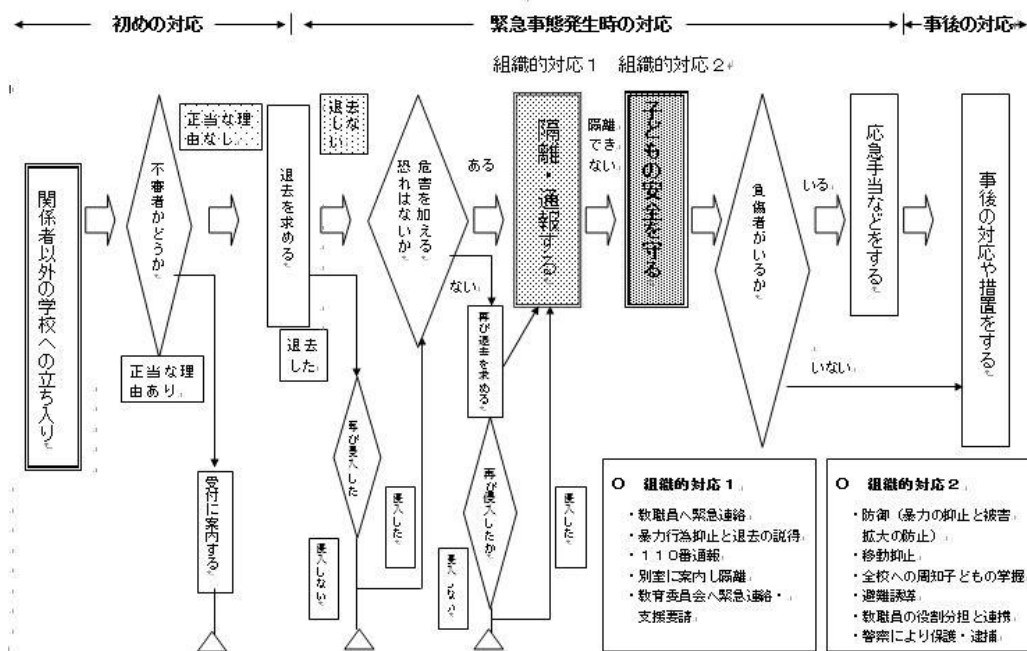 初めの対応
緊急事態発生時の対応
事後の対応
組織的対応1
組織的対応2
関係者以外の学校への立ち入り
不審者かどうか
正当な理
由なし
正当な理
由あり
受付に案内する
退去を求める
退去
した
退去
しな
い
再び侵入した
侵入した
侵入しない
危害を加える
恐れはないか
ある
ない
再び退去を求める
再び侵入したか
侵入した
侵入しない
隔離・通報する
隔離
でき
ない
子どもの安全を守る
負傷者がいるか
いる
いない
応急手当などをする
事後の対応や措置をする
○ 組織的対応1
・教職員へ緊急連絡
・暴力行為抑止と退去の説得
・110番通報
・別室に案内し隔離
・教育委員会へ緊急連絡・
支援要請
○ 組織的対応2
・防御(暴力の抑止と被害
拡大の防止)
・移動抑止
・全校への周知子どもの掌握
・避難誘導
・教職員の役割分担と連携
・警察により保護・逮捕